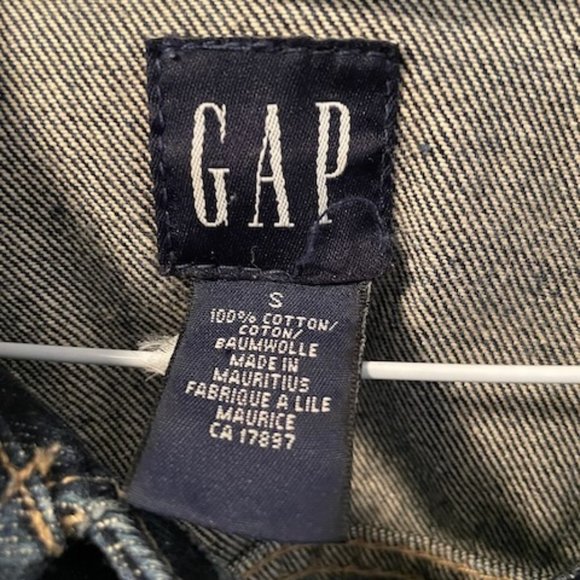 GAP
S
100% COTTON/
COTON/
BAUMWOLLE
MADE IN
MAURITIUS
FABRIQUE A LILE
MAURICE
CA 17897